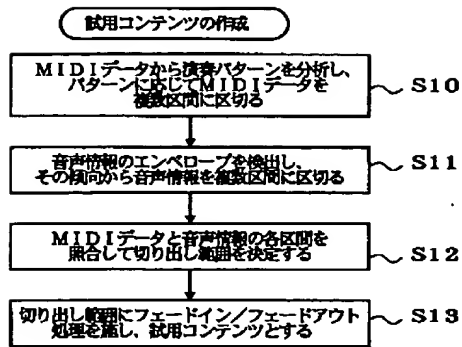 試用コンテンツの作成
MIDIデータから演奏パターンを分析し、
パターンに応じてMIDIデータを
複数区間に区切る
S10
音声情報のエンベロープを検出し、
その傾向から音声情報を複数区間に区切る
S11
MIDIデータと音声情報の各区間を
照合して切り出し範囲を決定する
S12
切り出し範囲にフェードイン/フェードアウト
処理を施し、試用コンテンツとする
S13